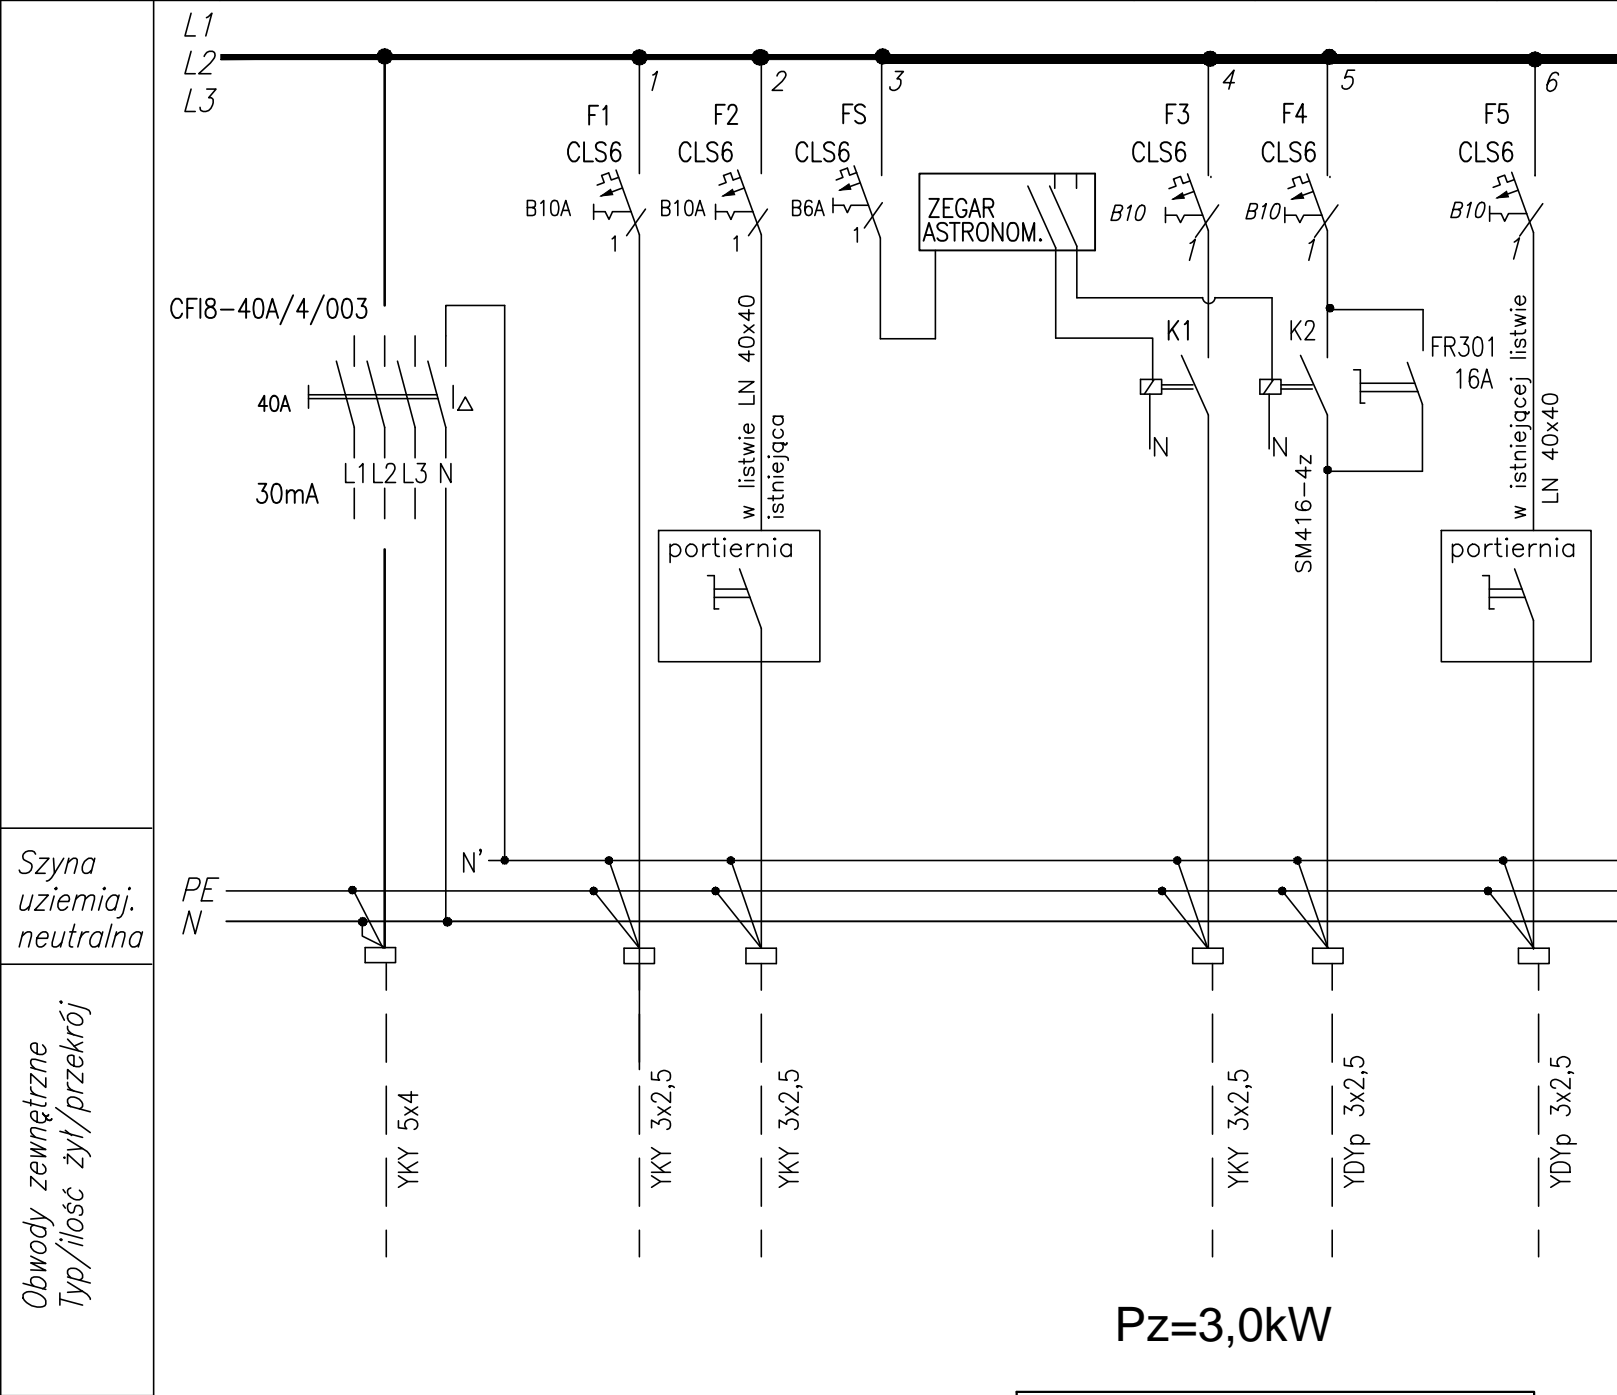 L1
L2
L3
1
2
3
4
5
6
F1
F2
FS
F3
F4
F5
CLS6
CLS6
CLS6
CLS6
CLS6
CLS6
B10A
B10A
B6A
B10
B10
B10
1
1
1
1
1
1
ZEGAR
ASTRONOM.
CFI8-40A/4/003
40A
Δ
L1 L2 L3 N
30mA
w listwie LN 40x40
istniejąca
K1
K2
N
N
FR301
16A
SM416-4z
w istniejącej listwie
LN 40x40
portiernia
portiernia
N'
PE
N
Szyna
uziemiaj.
neutralna
Obwody zewnętrzne
Typ/ilość żył/przekrój
YKY 5x4
YKY 3x2,5
YKY 3x2,5
YKY 3x2,5
YDYp 3x2,5
YDYp 3x2,5
Pz=3,0kW